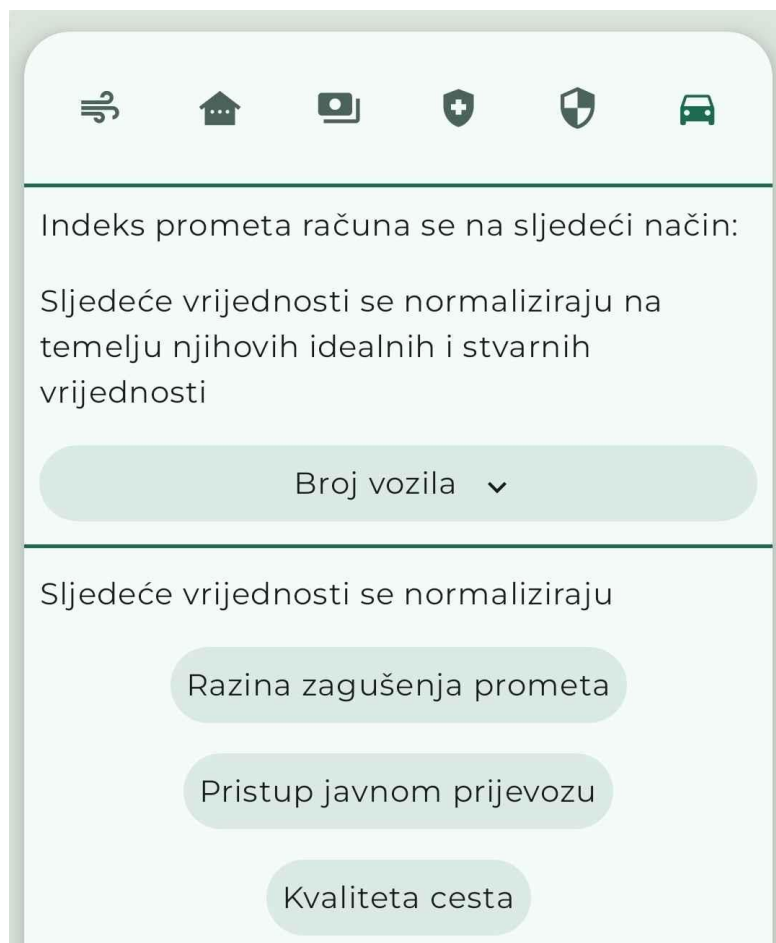 Indeks prometa računa se na sljedeći način:
Sljedeće vrijednosti se normaliziraju na
temelju njihovih idealnih i stvarnih
vrijednosti
Broj vozila
Sljedeće vrijednosti se normaliziraju
Razina zagušenja prometa
Pristup javnom prijevozu
Kvaliteta cesta